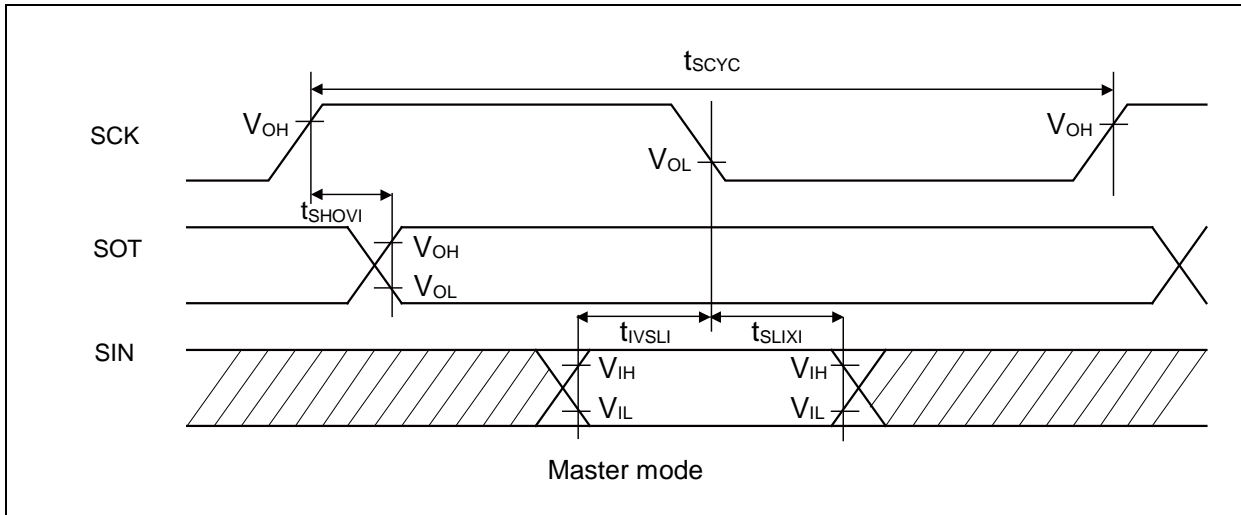 tSCYC
SCK
VOH
VOH
VOL
tSHOVI
SOT
VOH
VOL
tIVSLI
tSLIXI
SIN
VIH
VIH
VIL
VIL
Master mode